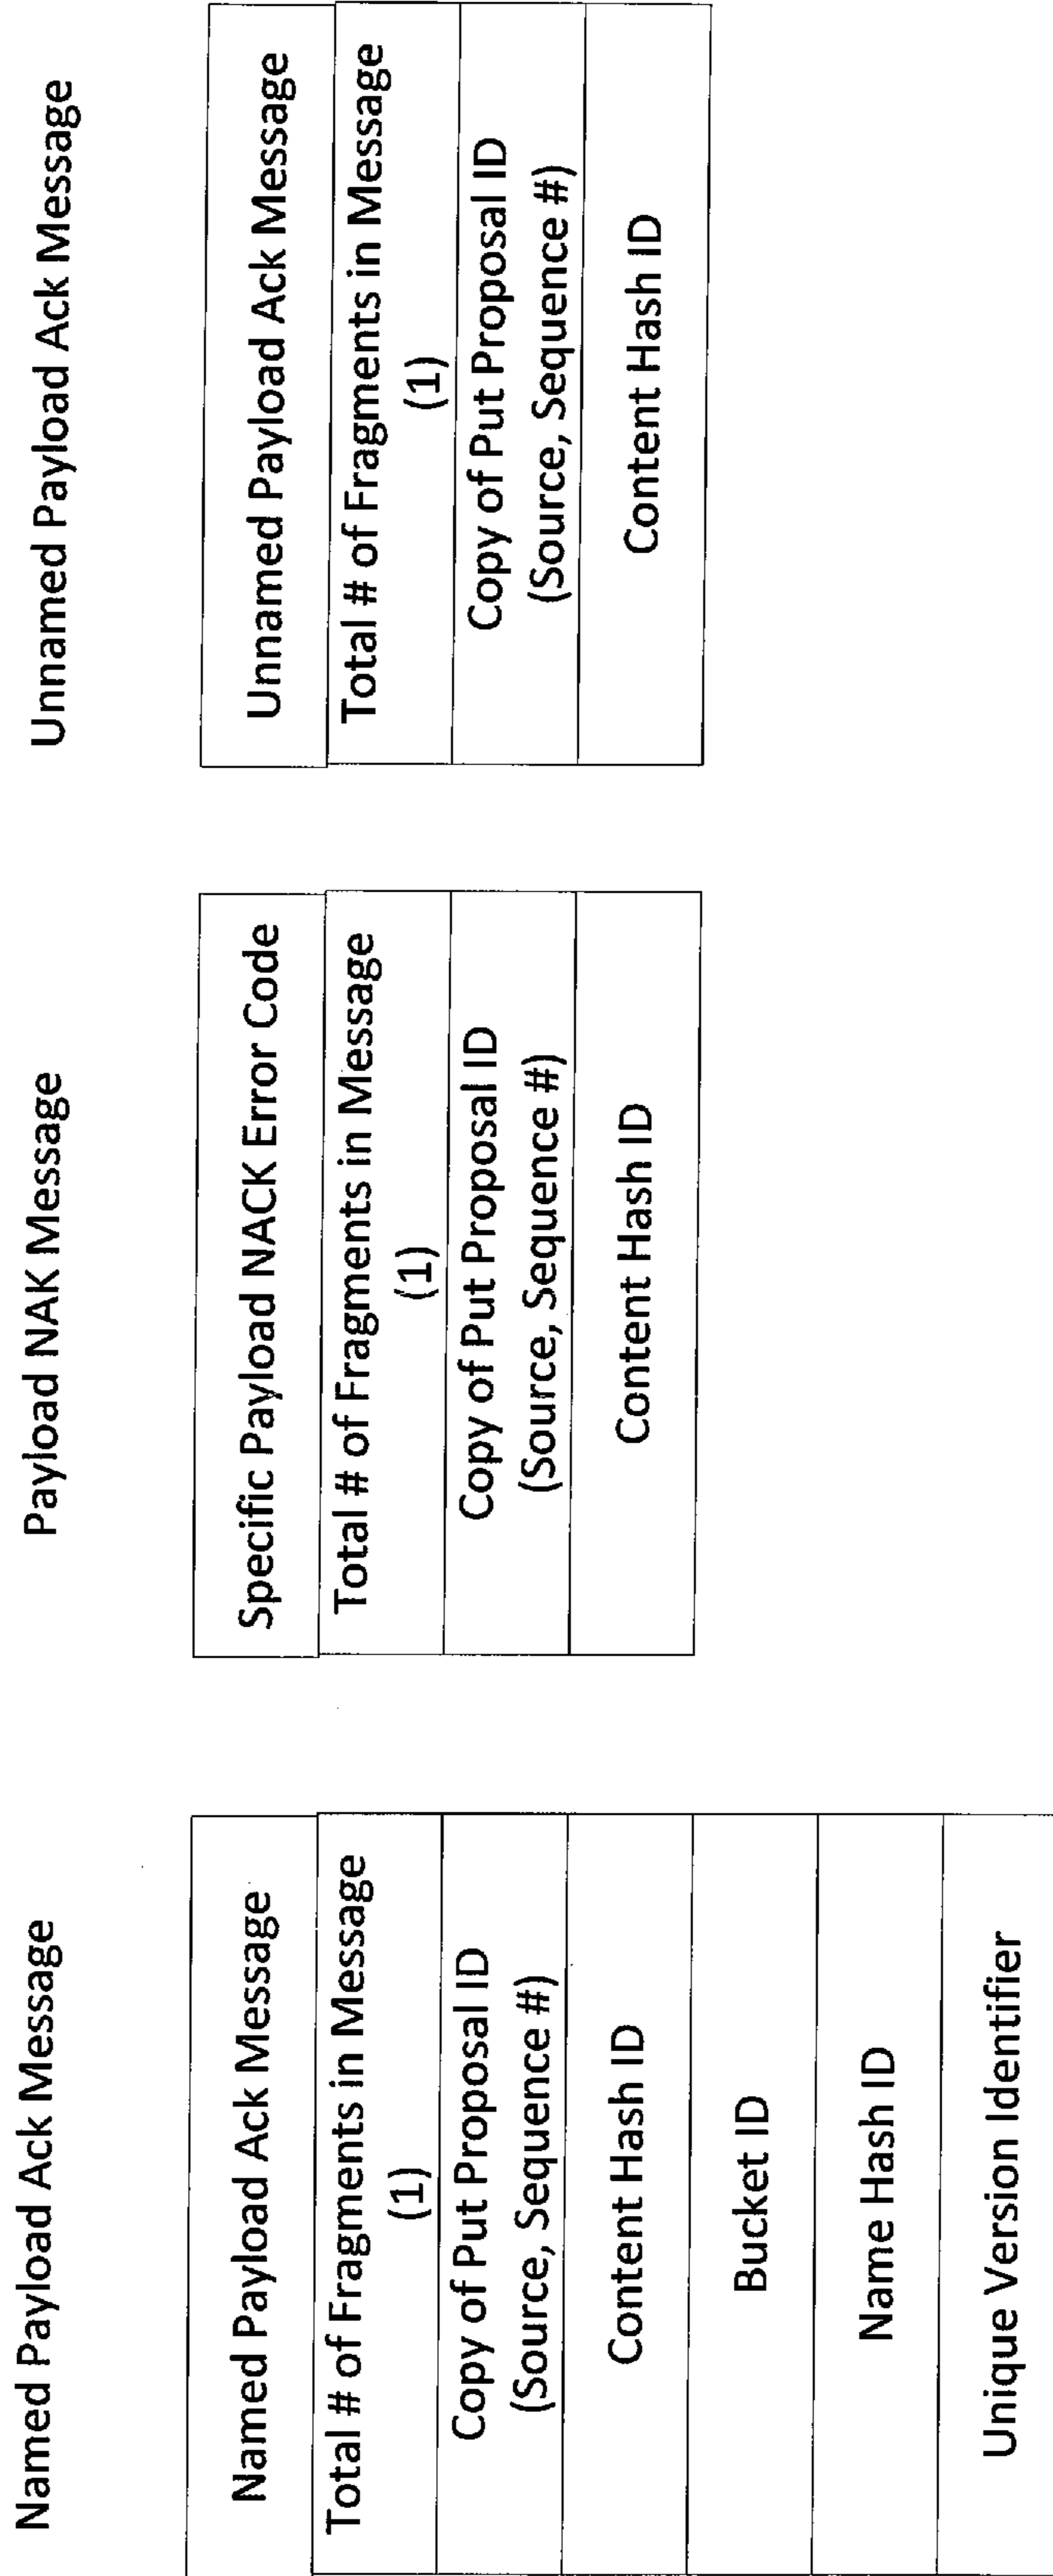 Named Payload Ack Message
Named Payload Ack Message
Total # of Fragments in Message
(1)
Copy of Put Proposal ID
(Source, Sequence #)
Content Hash ID
Bucket ID
Name Hash ID
Unique Version Identifier
Payload NAK Message
Specific Payload NACK Error Code
Total # of Fragments in Message
(1)
Copy of Put Proposal ID
(Source, Sequence #)
Content Hash ID
Unnamed Payload Ack Message
Unnamed Payload Ack Message
Total # of Fragments in Message
(1)
Copy of Put Proposal ID
(Source, Sequence #)
Content Hash ID